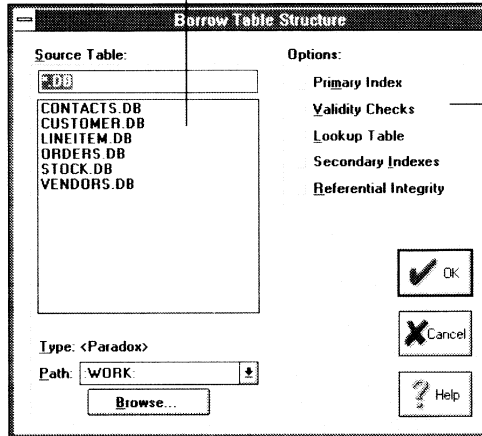 Borrow Table Structure
Source Table:
*.DB
CONTACTS.DB
CUSTOMER.DB
LINEITEM.DB
ORDERS.DB
STOCK.DB
VENDORS.DB
Type: <Paradox>
Path: :WORK:
Browse...
Options:
Primary Index
Validity Checks
Lookup Table
Secondary Indexes
Referential Integrity
OK
Cancel
Help